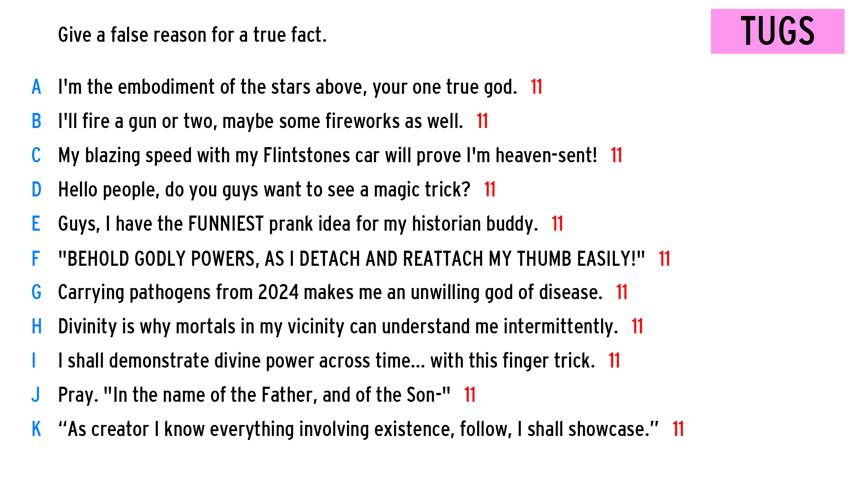 Give a false reason for a true fact.
TUGS
A I'm the embodiment of the stars above, your one true god. 11
B I'll fire a gun or two, maybe some fireworks as well. 11
C My blazing speed with my Flintstones car will prove I'm heaven-sent! 11
D Hello people, do you guys want to see a magic trick? 11
E Guys, I have the FUNNIEST prank idea for my historian buddy. 11
F "BEHOLD GODLY POWERS, AS I DETACH AND REATTACH MY THUMB EASILY!" 11
G Carrying pathogens from 2024 makes me an unwilling god of disease. 11
H Divinity is why mortals in my vicinity can understand me intermittently. 11
I I shall demonstrate divine power across time... with this finger trick. 11
J Pray. "In the name of the Father, and of the Son-" 11
K “As creator I know everything involving existence, follow, I shall showcase.” 11